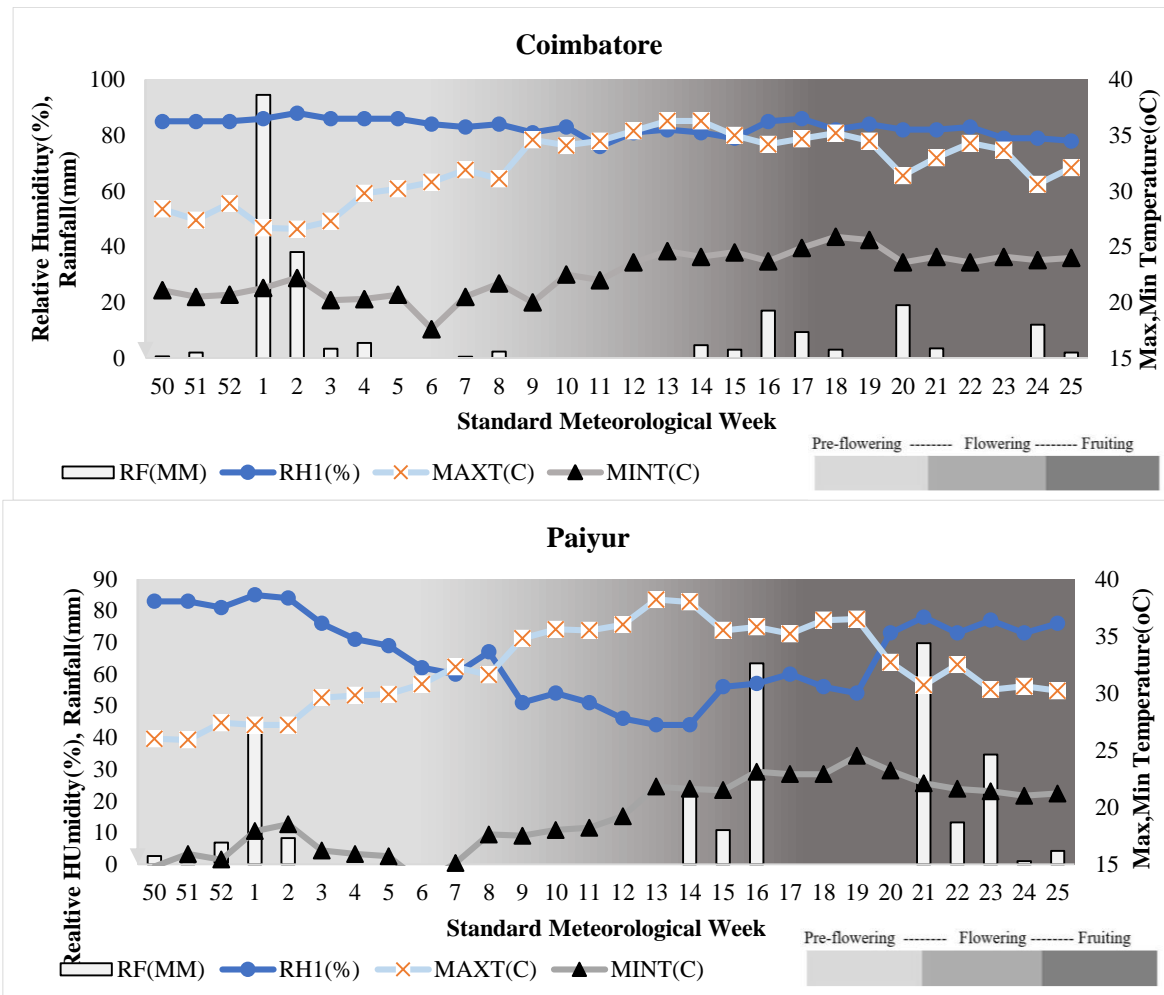 Coimbatore
Relative Humidity(%),
Rainfall(mm)
100
80
60
40
20
0
40
35
30
25
20
15
Max,Min Temperature(oC)
50 51 52 1 2 3 4 5 6 7 8 9 10 11 12 13 14 15 16 17 18 19 20 21 22 23 24 25
Standard Meteorological Week
Pre-flowering -------- Flowering -------- Fruiting
RF(MM) RH1(%) MAXT(C) MINT(C)
Paiyur
Realtive HUmidity(%), Rainfall(mm)
90
80
70
60
50
40
30
20
10
0
40
35
30
25
20
15
Max,Min Temperature(oC)
50 51 52 1 2 3 4 5 6 7 8 9 10 11 12 13 14 15 16 17 18 19 20 21 22 23 24 25
Standard Meteorological Week
Pre-flowering -------- Flowering -------- Fruiting
RF(MM) RH1(%) MAXT(C) MINT(C)